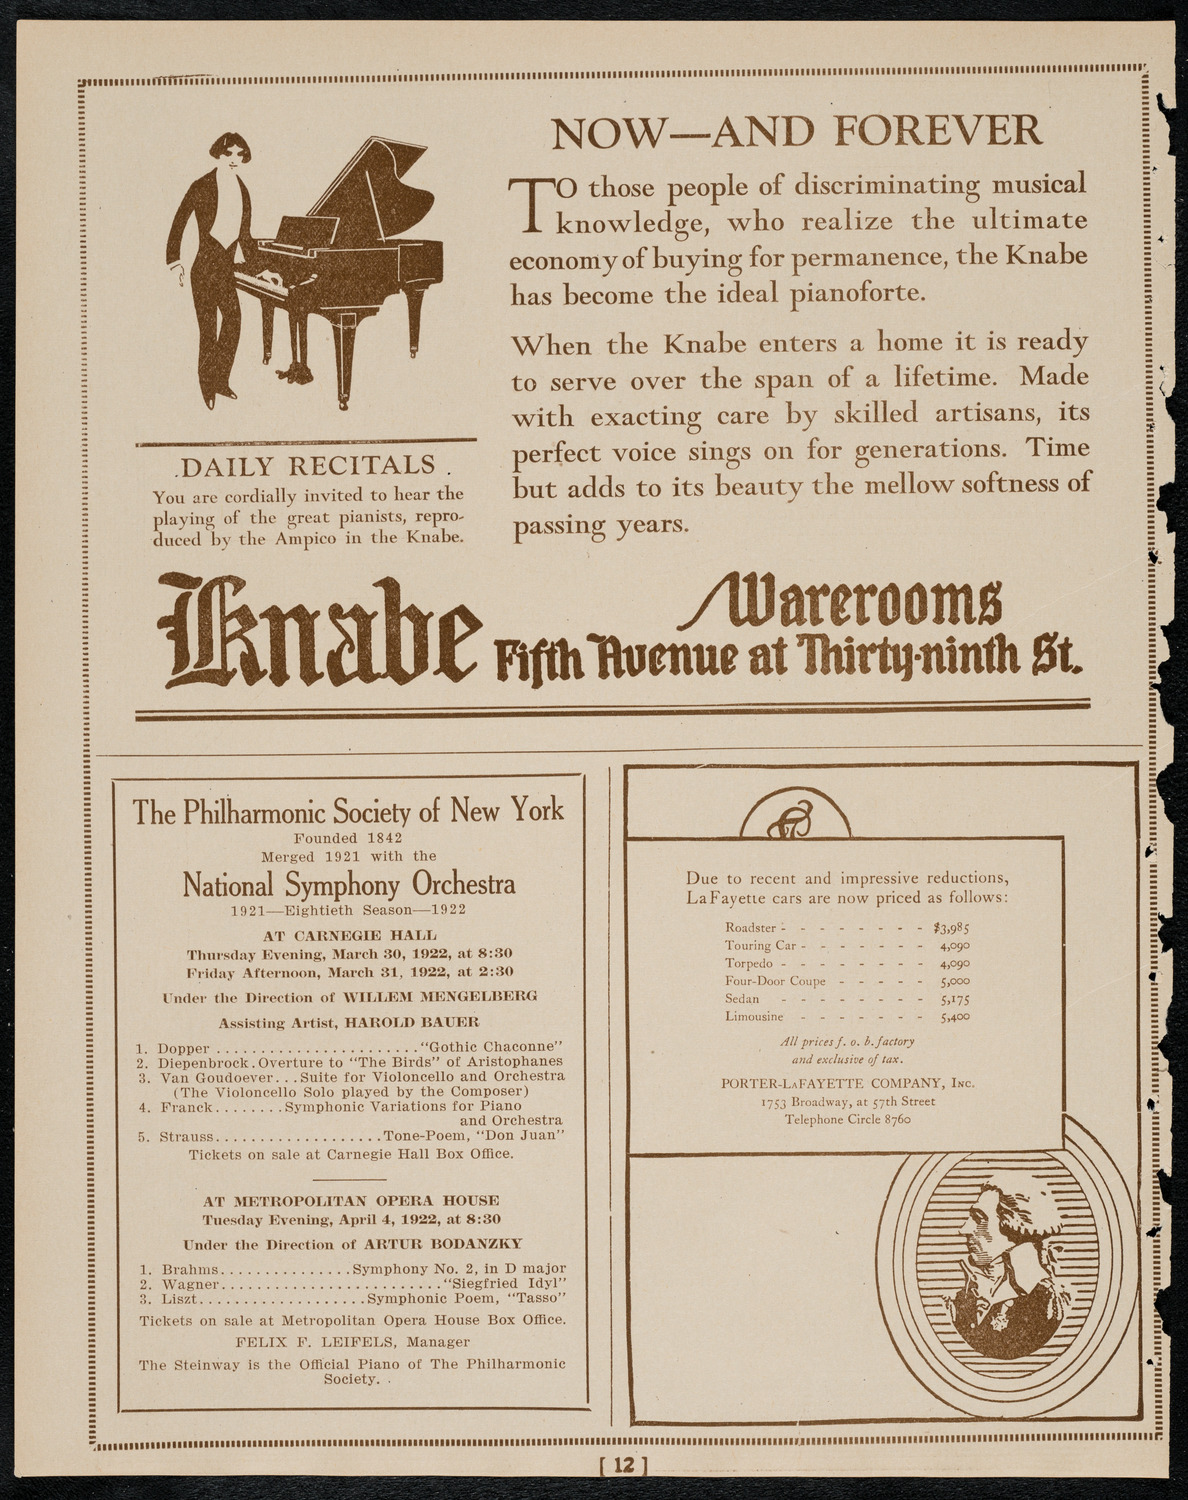 NOW—AND FOREVER
TO those people of discriminating musical
knowledge, who realize the ultimate
economy of buying for permanence, the Knabe
has become the ideal pianoforte.
When the Knabe enters a home it is ready
to serve over the span of a lifetime. Made
with exacting care by skilled artisans, its
perfect voice sings on for generations. Time
but adds to its beauty the mellow softness of
passing years.
DAILY RECITALS
You are cordially invited to hear the
playing of the great pianists, repro-
duced by the Ampico in the Knabe.
Knabe Warerooms
Fifth Avenue at Thirty-ninth St.
The Philharmonic Society of New York
Founded 1842
Merged 1921 with the
National Symphony Orchestra
1921—Eightieth Season—1922
AT CARNEGIE HALL
Thursday Evening, March 30, 1922, at 8:30
Friday Afternoon, March 31, 1922, at 2:30
Under the Direction of WILLEM MENGELBERG
Assisting Artist, HAROLD BAUER
1. Dopper ......................."Gothic Chaconne"
2. Diepenbrock.Overture to "The Birds" of Aristophanes
3. Van Goudoever...Suite for Violoncello and Orchestra
(The Violoncello Solo played by the Composer)
4. Franck........Symphonic Variations for Piano
and Orchestra
5. Strauss...................Tone-Poem, "Don Juan"
Tickets on sale at Carnegie Hall Box Office.
AT METROPOLITAN OPERA HOUSE
Tuesday Evening, April 4, 1922, at 8:30
Under the Direction of ARTUR BODANZKY
1. Brahms...............Symphony No. 2, in D major
2. Wagner........................."Siegfried Idyl"
3. Liszt...................Symphonic Poem, "Tasso"
Tickets on sale at Metropolitan Opera House Box Office.
FELIX F. LEIFELS, Manager
The Steinway is the Official Piano of The Philharmonic
Society.
Due to recent and impressive reductions,
LaFayette cars are now priced as follows:
Roadster - - - - - - - - $3,985
Touring Car - - - - - - - 4,090
Torpedo - - - - - - - - 4,090
Four-Door Coupe - - - - - 5,000
Sedan - - - - - - - - 5,175
Limousine - - - - - - - 5,400
All prices f. o. b. factory
and exclusive of tax.
PORTER-LAFAYETTE COMPANY, INC.
1753 Broadway, at 57th Street
Telephone Circle 8760
[ 12 ]